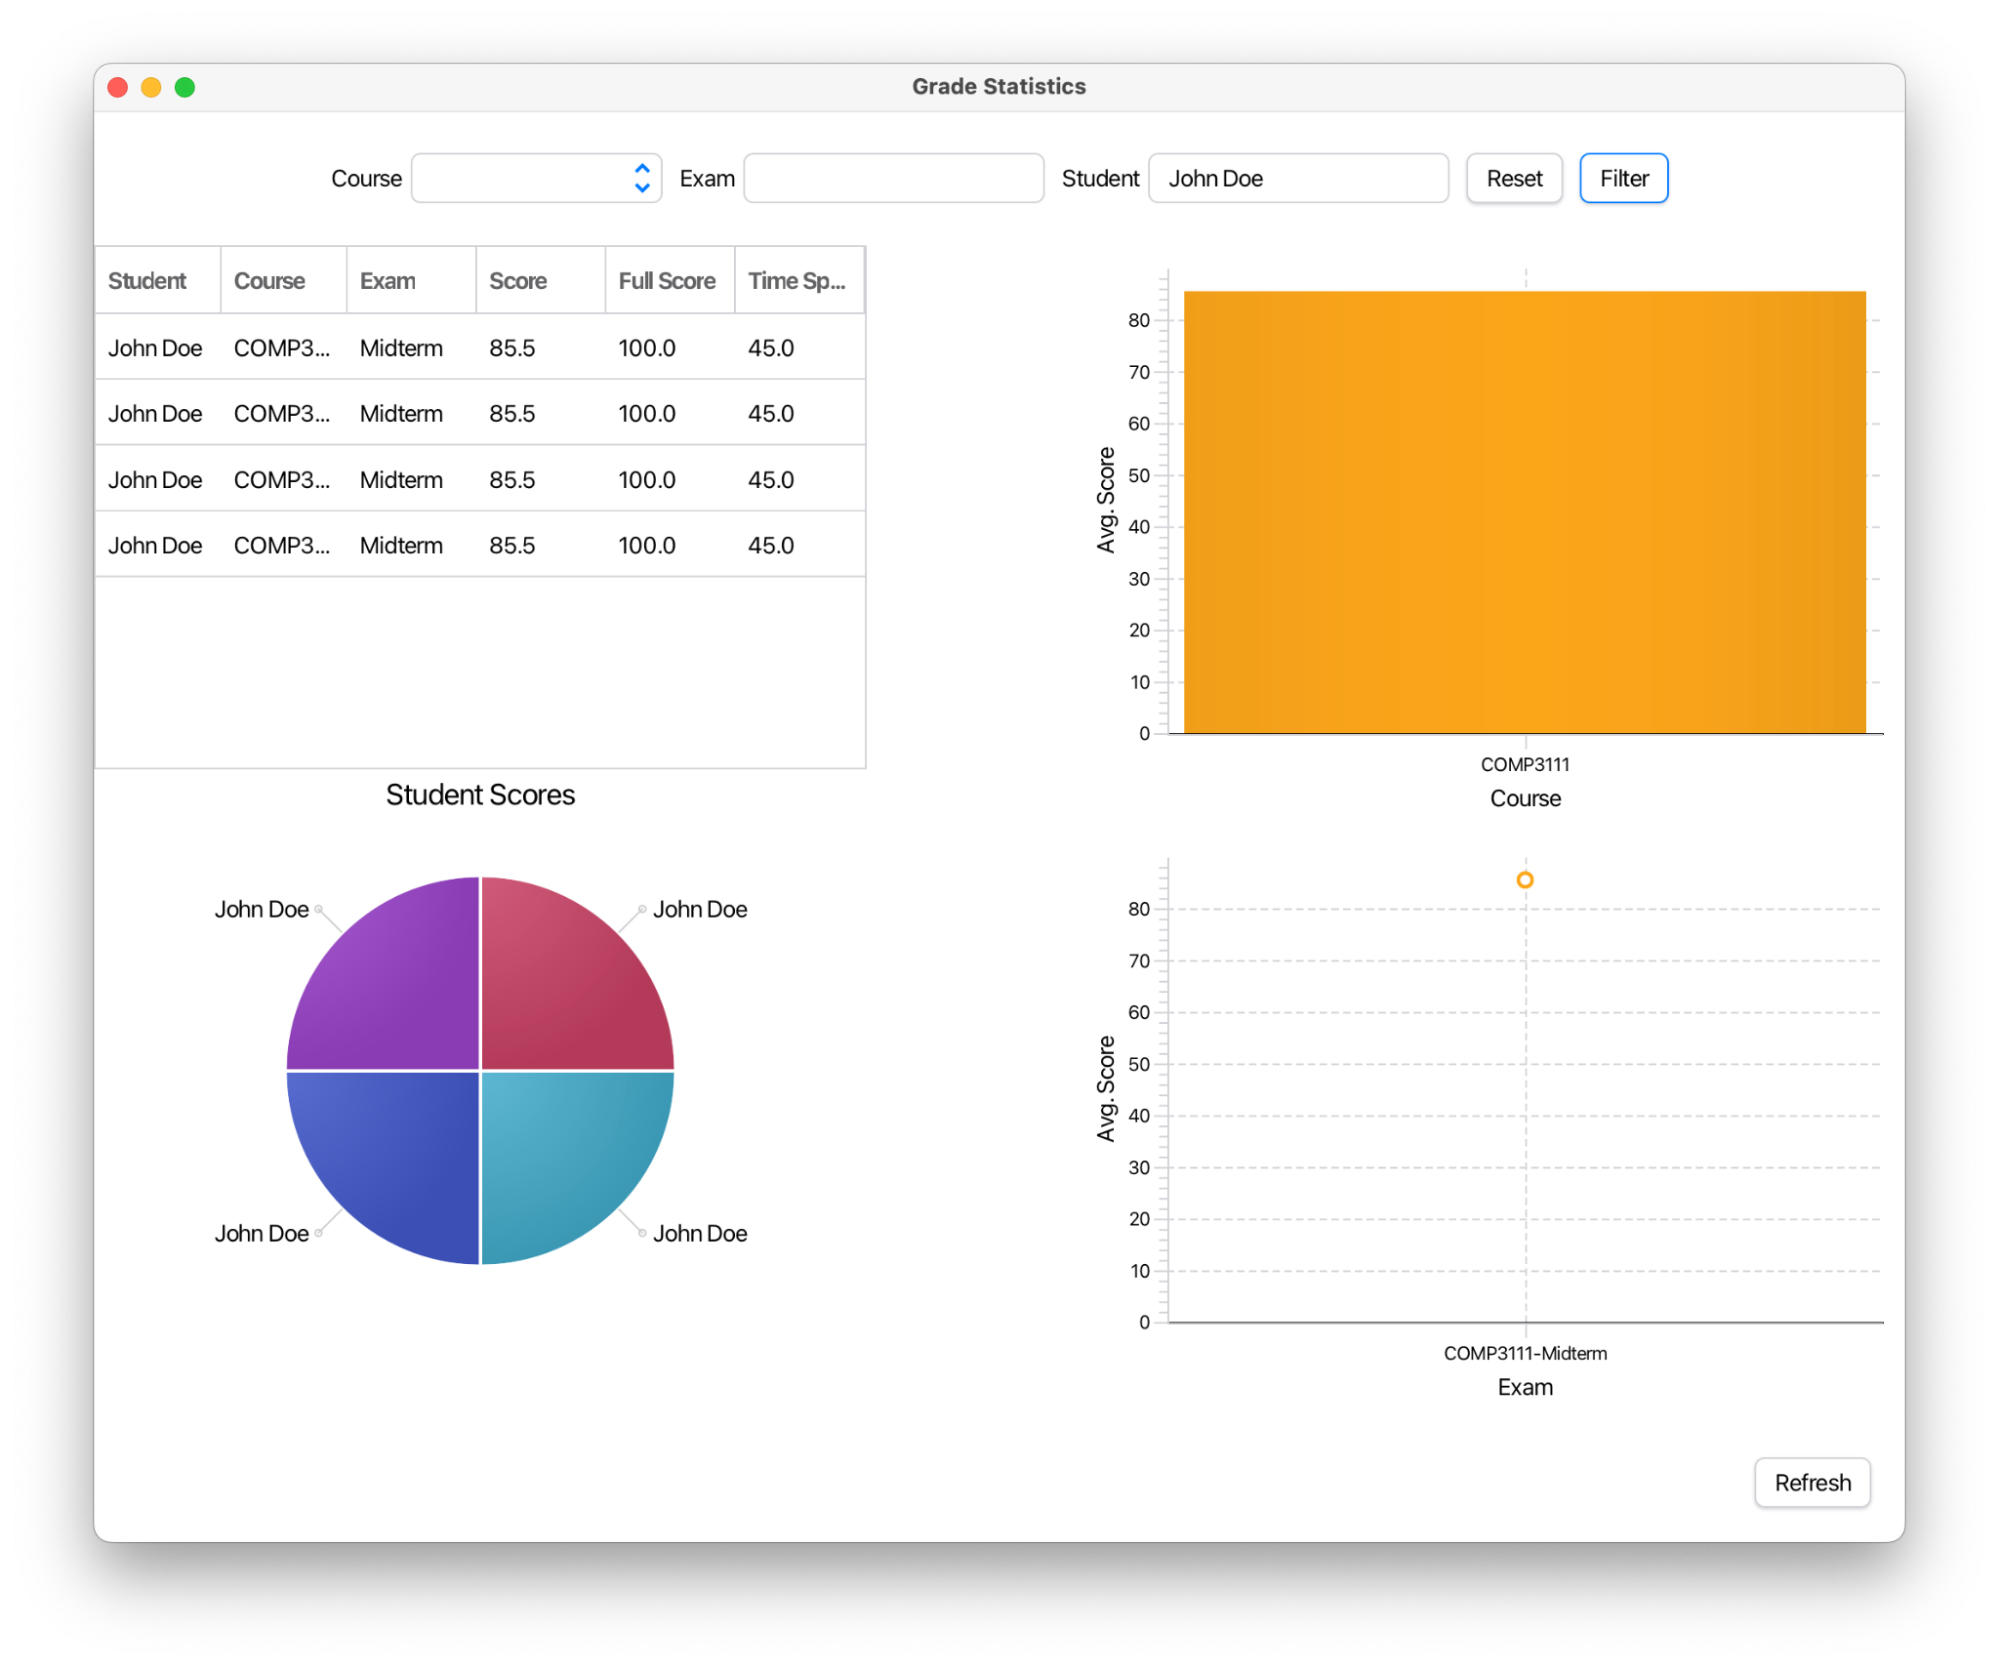 Grade Statistics
Course Exam Student John Doe Reset Filter
Student Course Exam Score Full Score Time Sp...
John Doe COMP3... Midterm 85.5 100.0 45.0
John Doe COMP3... Midterm 85.5 100.0 45.0
John Doe COMP3... Midterm 85.5 100.0 45.0
John Doe COMP3... Midterm 85.5 100.0 45.0
Avg. Score
80
70
60
50
40
30
20
10
0
COMP3111
Course
Student Scores
John Doe John Doe
John Doe John Doe
Avg. Score
80
70
60
50
40
30
20
10
0
COMP3111-Midterm
Exam
Refresh